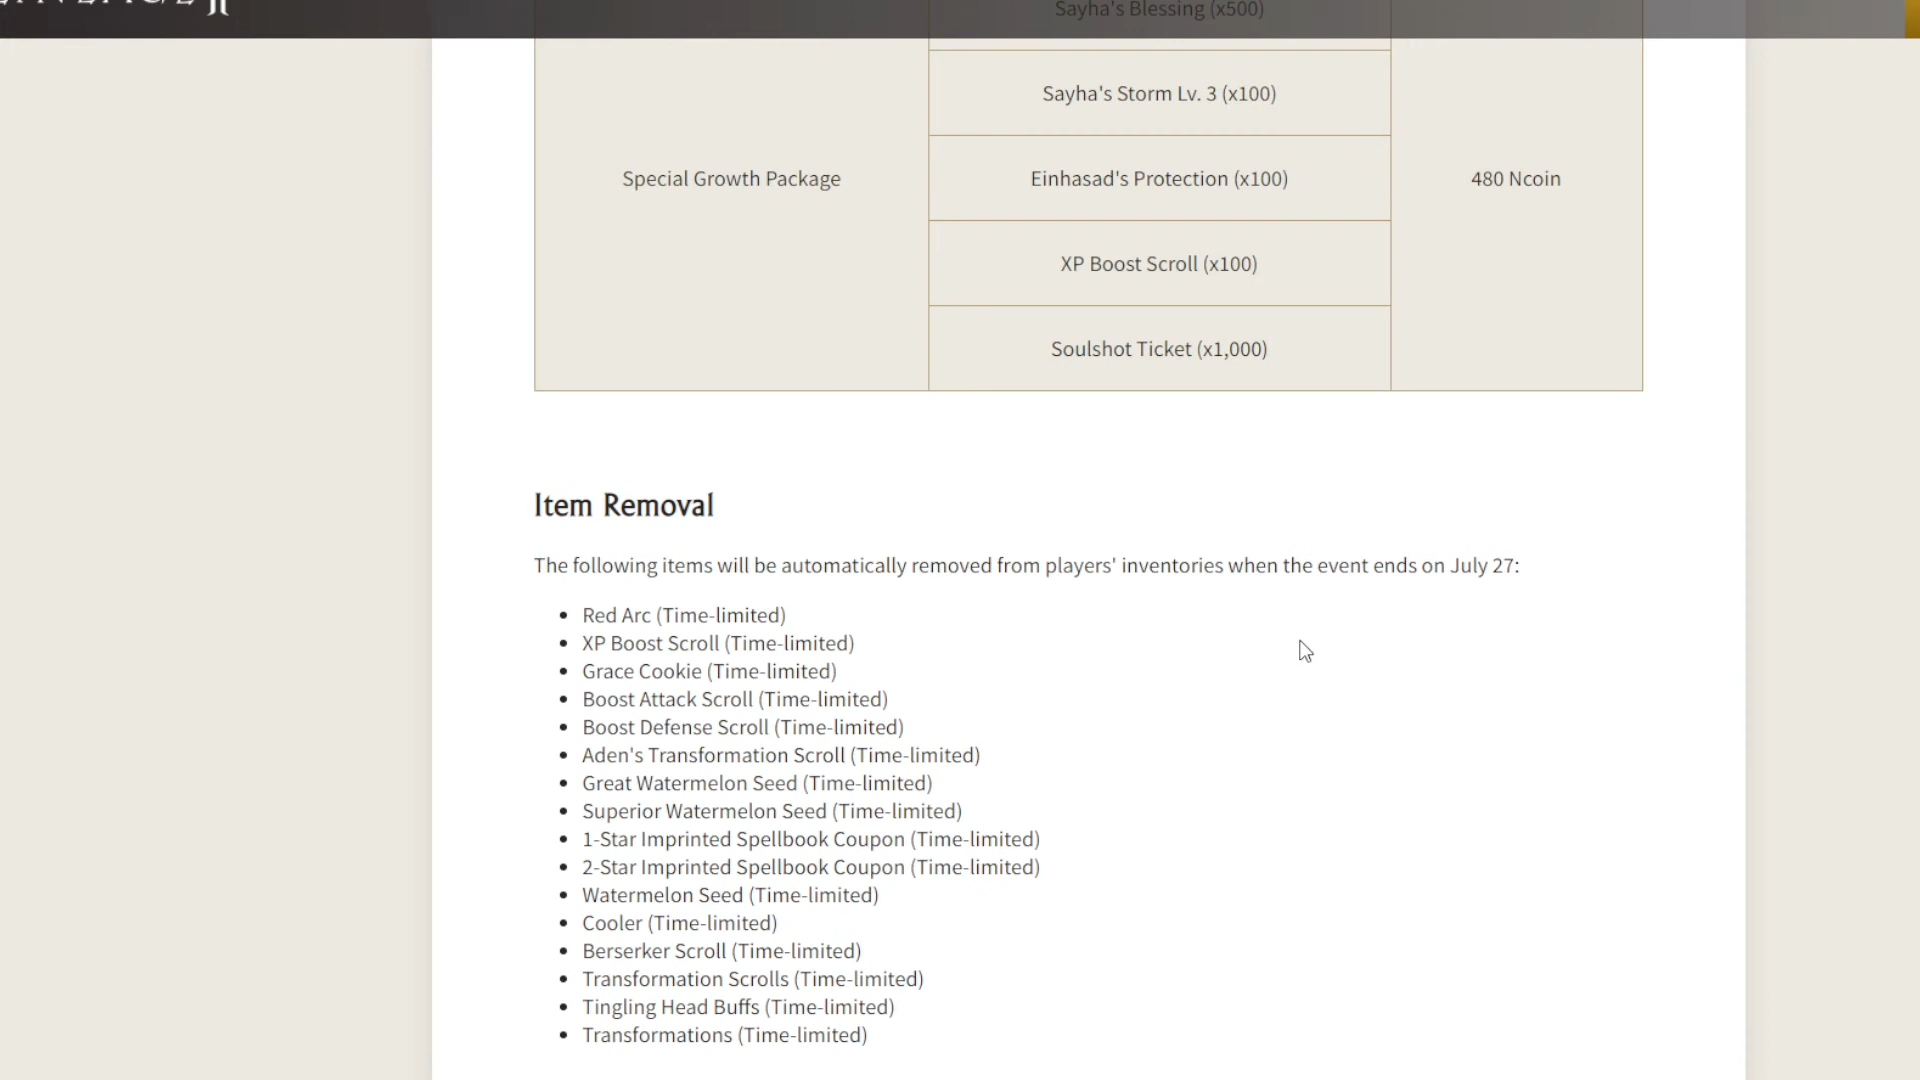 Sayha's Blessing (x500)
Sayha's Storm Lv. 3 (x100)
Special Growth Package
Einhasad's Protection (x100)
480 Ncoin
XP Boost Scroll (x100)
Soulshot Ticket (x1,000)
Item Removal
The following items will be automatically removed from players' inventories when the event ends on July 27:
• Red Arc (Time-limited)
• XP Boost Scroll (Time-limited)
• Grace Cookie (Time-limited)
• Boost Attack Scroll (Time-limited)
• Boost Defense Scroll (Time-limited)
• Aden's Transformation Scroll (Time-limited)
• Great Watermelon Seed (Time-limited)
• Superior Watermelon Seed (Time-limited)
• 1-Star Imprinted Spellbook Coupon (Time-limited)
• 2-Star Imprinted Spellbook Coupon (Time-limited)
• Watermelon Seed (Time-limited)
• Cooler (Time-limited)
• Berserker Scroll (Time-limited)
• Transformation Scrolls (Time-limited)
• Tingling Head Buffs (Time-limited)
• Transformations (Time-limited)